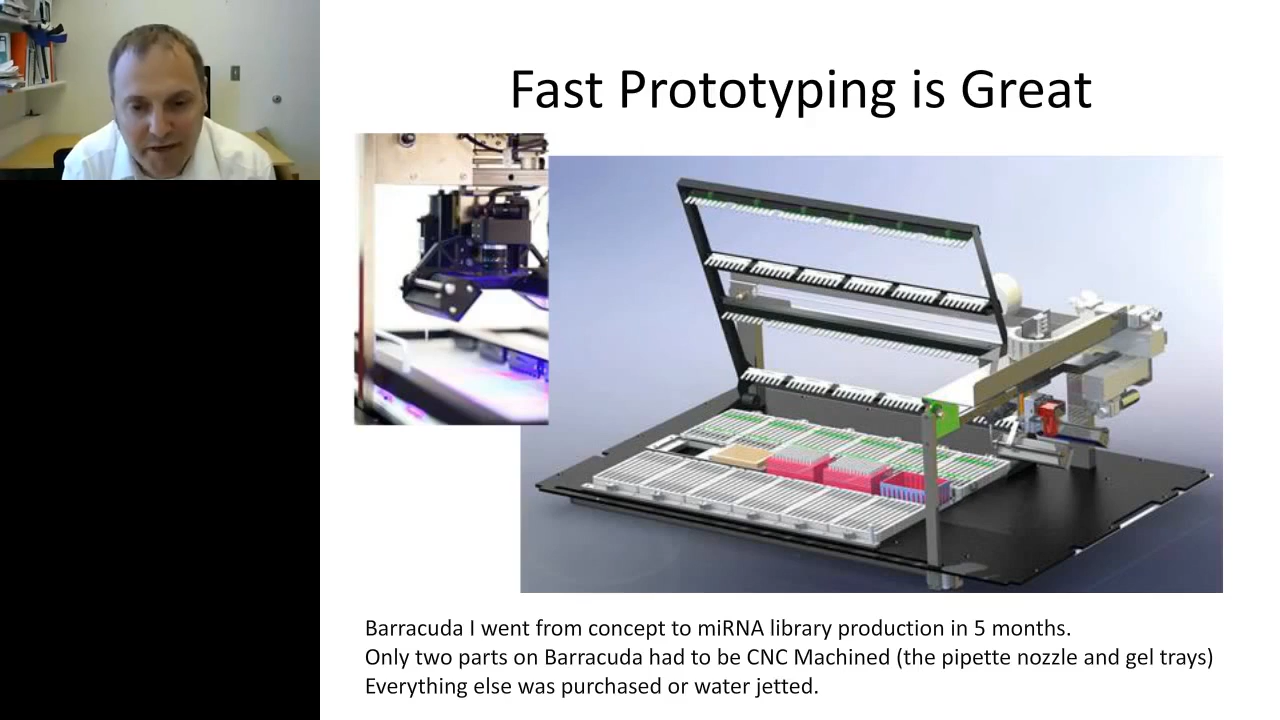 Fast Prototyping is Great
Barracuda I went from concept to miRNA library production in 5 months.
Only two parts on Barracuda had to be CNC Machined (the pipette nozzle and gel trays)
Everything else was purchased or water jetted.